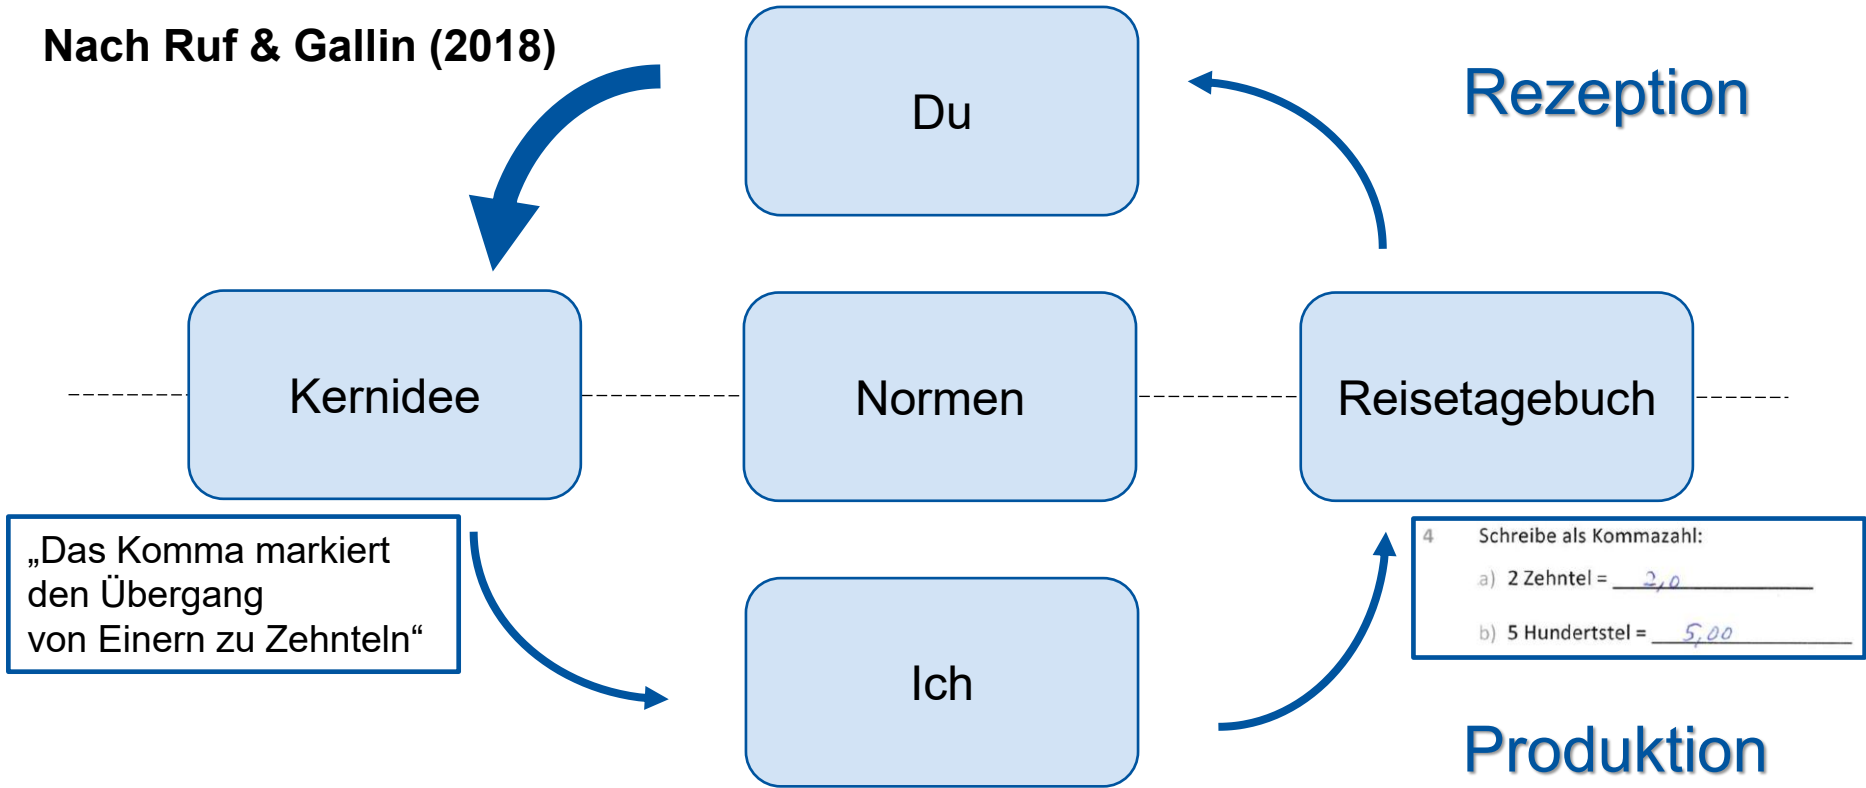 Nach Ruf & Gallin (2018)
Du
Rezeption
Kernidee
Normen
Reisetagebuch
„Das Komma markiert
den Übergang
von Einern zu Zehnteln“
4 Schreibe als Kommazahl:
a) 2 Zehntel = 2,0
b) 5 Hundertstel = 5,00
Ich
Produktion